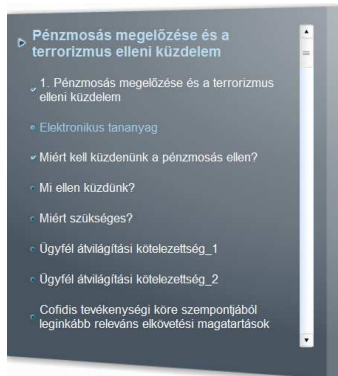 Pénzmosás megelőzése és a
terrorizmus elleni küzdelem
1. Pénzmosás megelőzése és a terrorizmus
elleni küzdelem
Elektronikus tananyag
Miért kell küzdenünk a pénzmosás ellen?
Mi ellen küzdünk?
Miért szükséges?
Ügyfél átvilágítási kötelezettség_1
Ügyfél átvilágítási kötelezettség_2
Cofidis tevékenységi köre szempontjából
leginkább releváns elkövetési magatartások